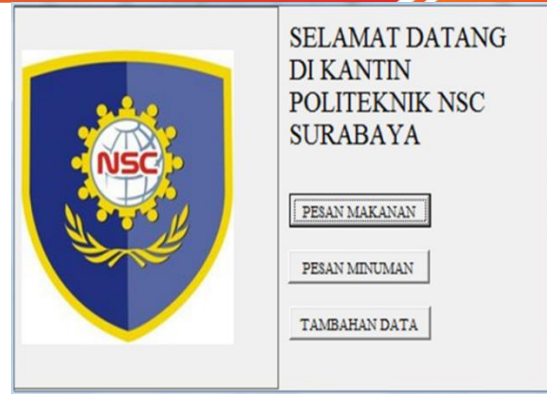 SELAMAT DATANG
DI KANTIN
POLITEKNIK NSC
SURABAYA
NSC
PESAN MAKANAN
PESAN MINUMAN
TAMBAHAN DATA